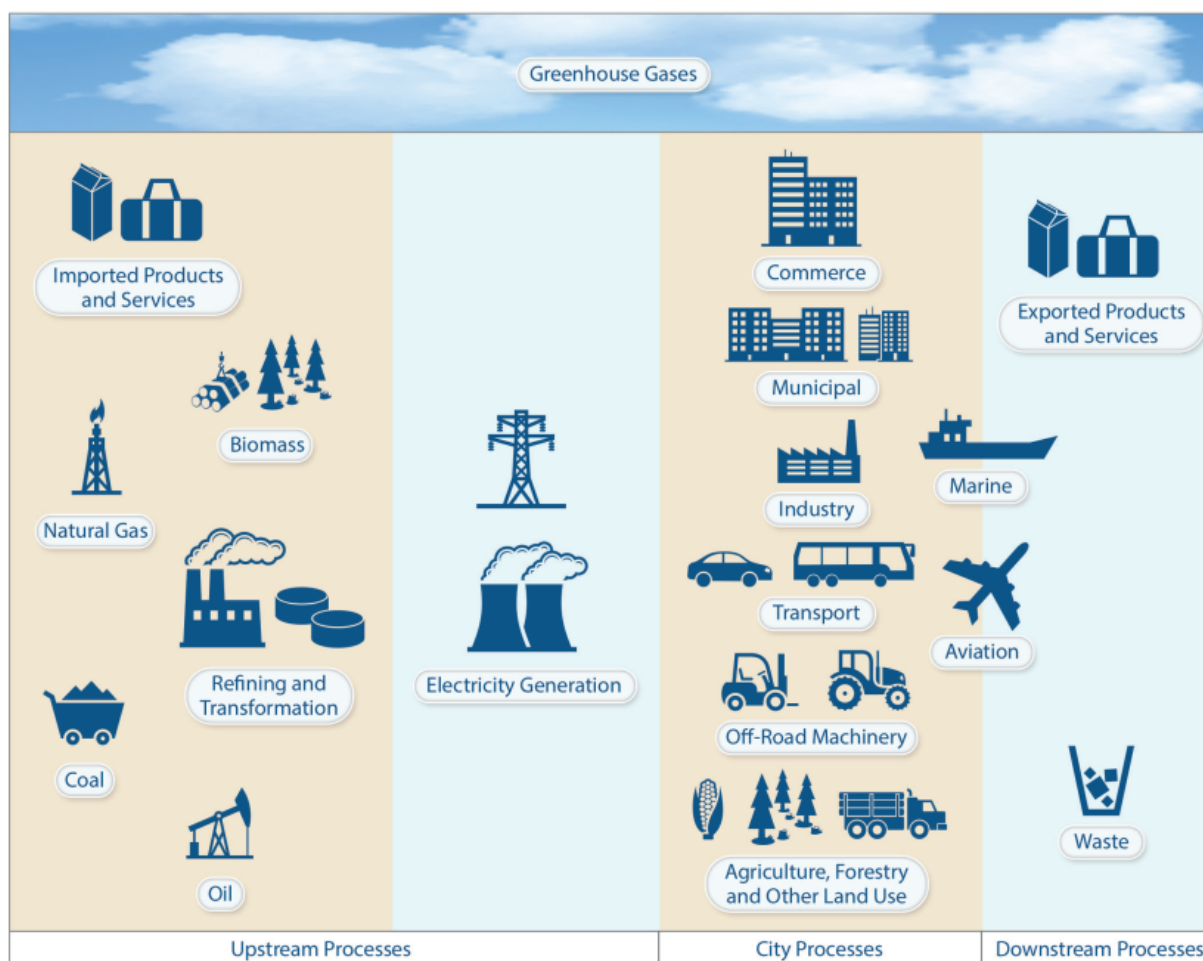 Greenhouse Gases
Imported Products
and Services
Biomass
Natural Gas
Refining and
Transformation
Coal
Oil
Electricity Generation
Commerce
Municipal
Industry
Marine
Transport
Aviation
Off-Road Machinery
Agriculture, Forestry
and Other Land Use
Exported Products
and Services
Waste
Upstream Processes
City Processes
Downstream Processes